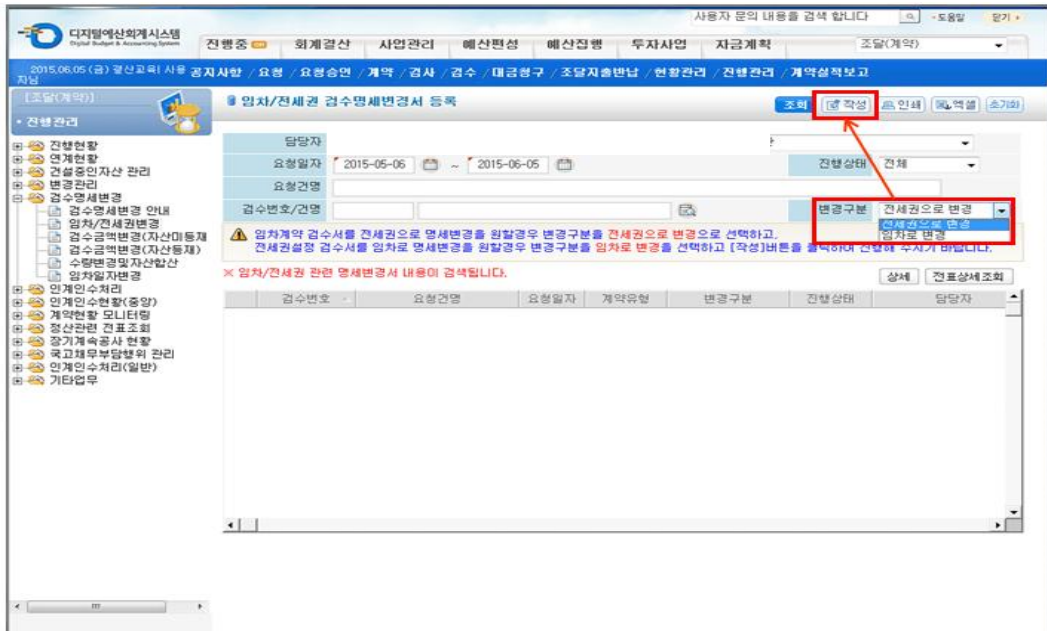 사용자 문의 내용을 검색 합니다 도움말 닫기
디지털예산회계시스템
Digital Budget & Accounting System
진행중 회계결산 사업관리 예산편성 예산집행 투자사업 자금계획 조달(계약)
2015.06.05 (금) 결산교육I 사용자님
공지사항 / 요청 / 요청승인 / 계약 / 검사 / 검수 / 대금청구 / 조달지출반납 / 현황관리 / 진행관리 / 계약실적보고
[조달(계약)]
진행관리
임차/전세권 검수명세변경서 등록
조회 작성 인쇄 엑셀 초기화
진행현황
연계현황
건설중인자산 관리
변경관리
검수명세변경
검수명세변경 안내
임차/전세권변경
검수금액변경(자산미등재
검수금액변경(자산등재)
수량변경및자산합산
임차일자변경
인계인수처리
인계인수현황(중앙)
계약현황 모니터링
정산관련 전표조회
장기계속공사 현황
국고채무부담행위 관리
인계인수처리(일반)
기타업무
담당자
요청일자 2015-05-06 ~ 2015-06-05 진행상태 전체
요청건명
검수번호/건명 변경구분 전세권으로 변경
전세권으로 변경
임차로 변경
임차계약 검수서를 전세권으로 명세변경을 원할경우 변경구분을 전세권으로 변경으로 선택하고,
전세권설정 검수서를 임차로 명세변경을 원할경우 변경구분을 임차로 변경을 선택하고 [작성]버튼을 클릭하여 진행해 주시기 바랍니다.
※ 임차/전세권 관련 명세변경서 내용이 검색됩니다.
상세 전표상세조회
검수번호 요청건명 요청일자 계약유형 변경구분 진행상태 담당자